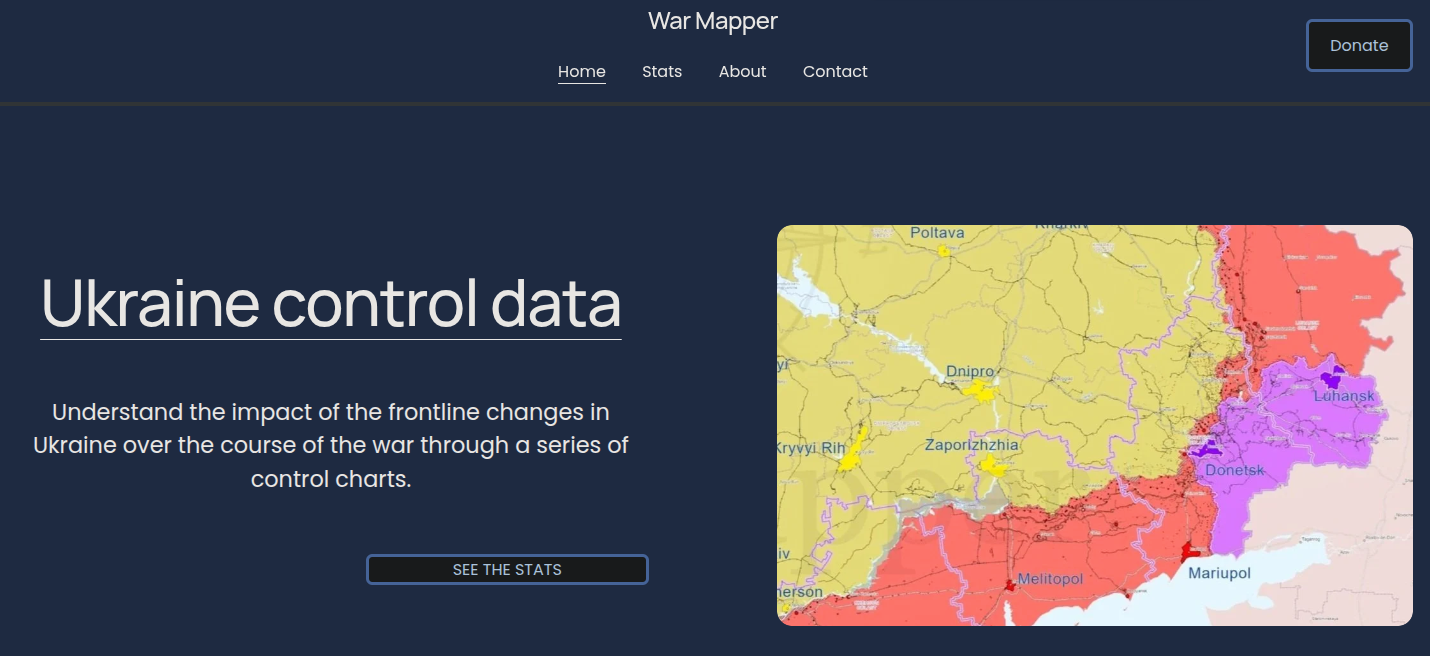 War Mapper
Home Stats About Contact
Donate
Ukraine control data
Understand the impact of the frontline changes in
Ukraine over the course of the war through a series of
control charts.
SEE THE STATS
Poltava
Dnipro
Luhansk
Kryvyi Rih
Zaporizhzhia
Donetsk
Mariupol
Melitopol